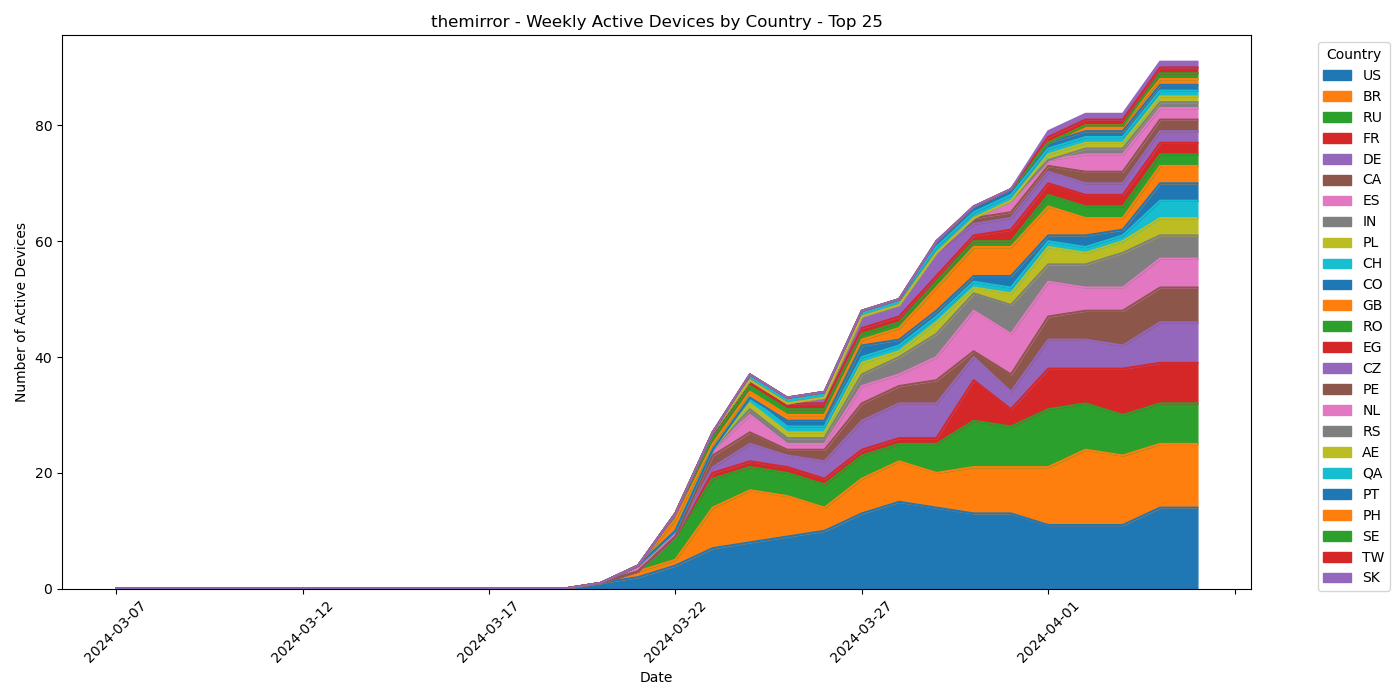 themirror - Weekly Active Devices by Country - Top 25
Number of Active Devices
80
60
40
20
0
2024-03-07
2024-03-12
2024-03-17
2024-03-22
2024-03-27
2024-04-01
Date
Country
US
BR
RU
FR
DE
CA
ES
IN
PL
CH
CO
GB
RO
EG
CZ
PE
NL
RS
AE
QA
PT
PH
SE
TW
SK